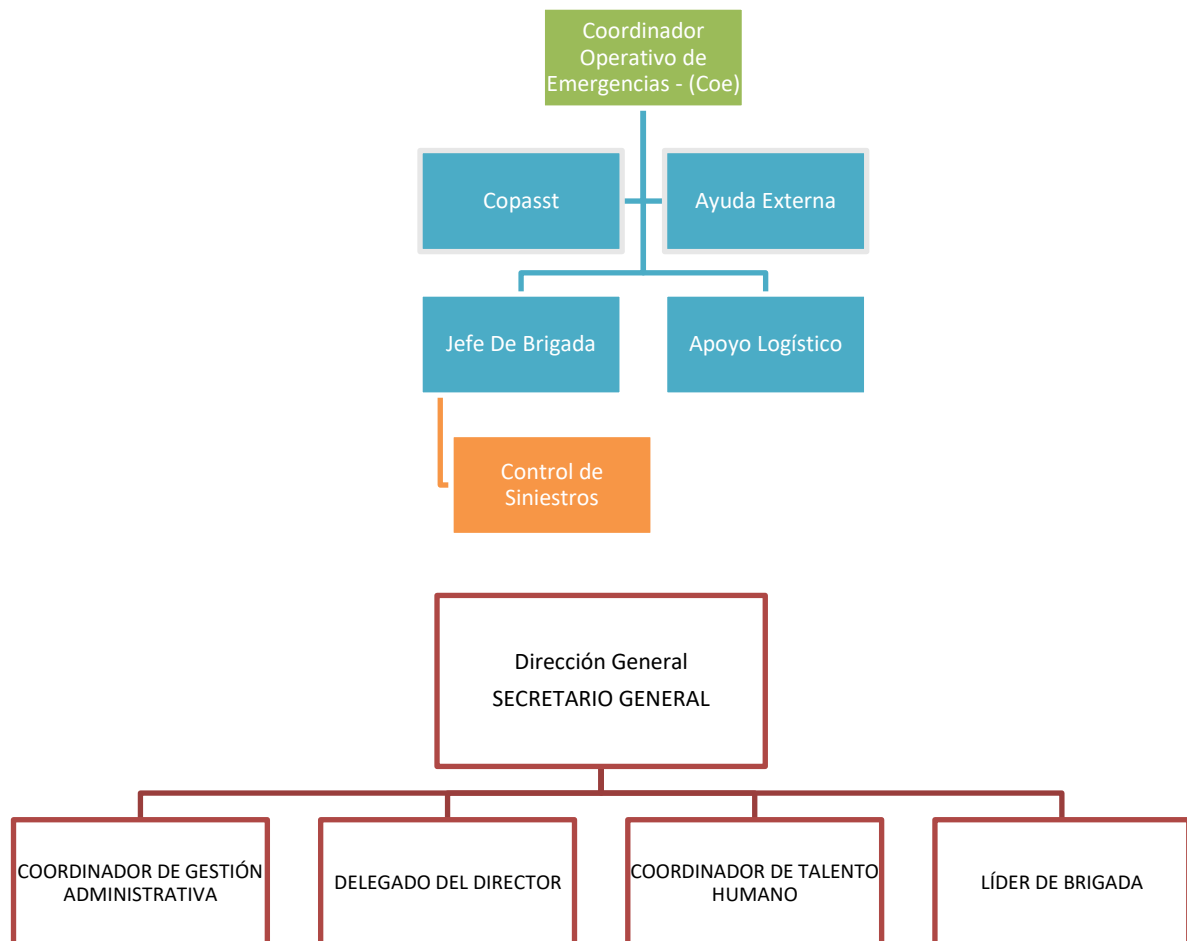 Coordinador
Operativo de
Emergencias - (Coe)
Copasst
Ayuda Externa
Jefe De Brigada
Apoyo Logístico
Control de
Siniestros
Dirección General
SECRETARIO GENERAL
COORDINADOR DE GESTIÓN
ADMINISTRATIVA
DELEGADO DEL DIRECTOR
COORDINADOR DE TALENTO
HUMANO
LÍDER DE BRIGADA